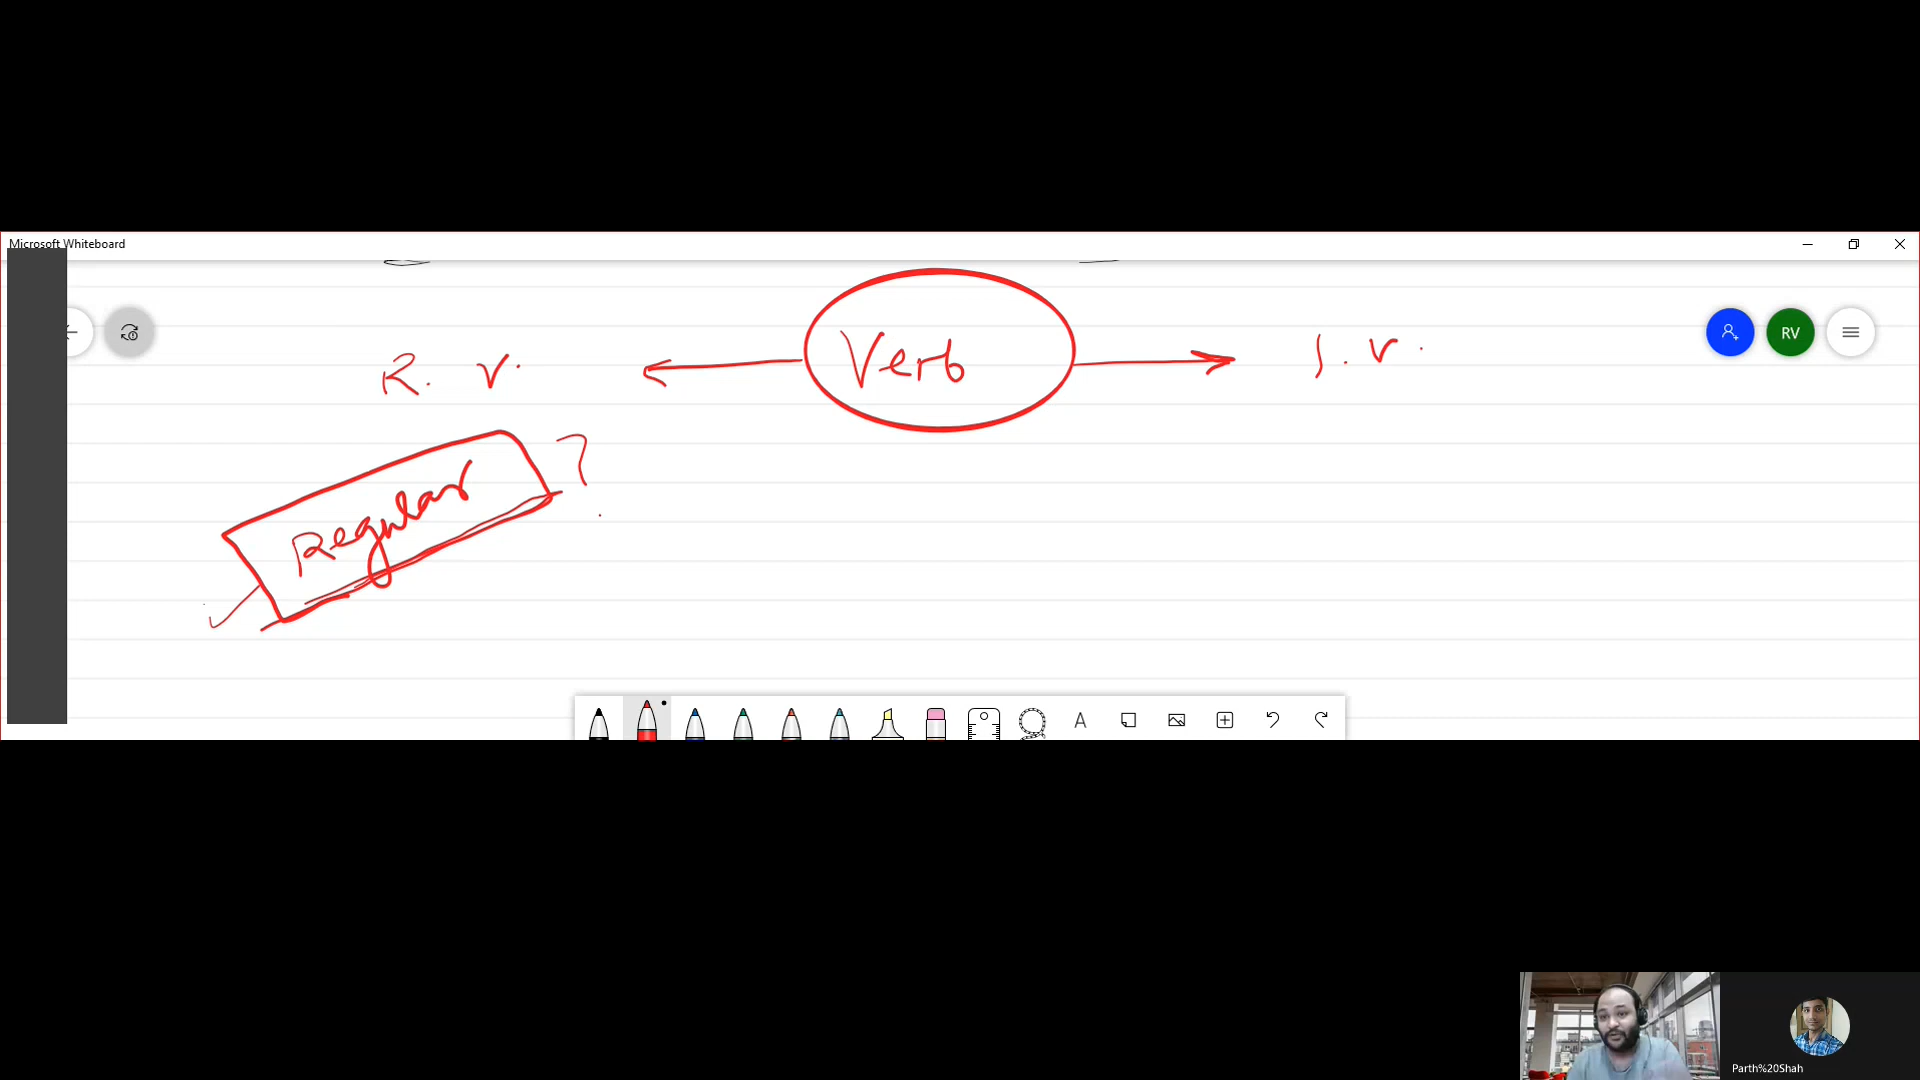 Microsoft Whiteboard
Verb
R. V.
I. V.
RV
Regular ?
A
Parth%20Shah